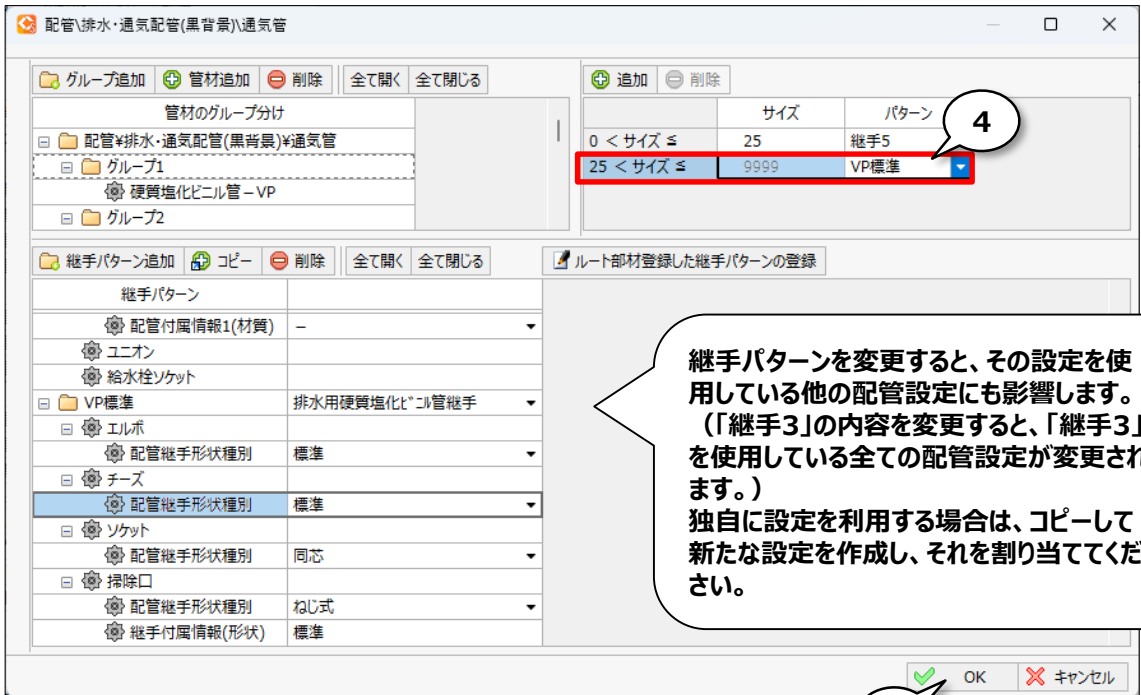 配管\排水・通気配管(黒背景)\通気管
グループ追加 管材追加 削除 全て開く 全て閉じる
追加 削除
管材のグループ分け
配管¥排水・通気配管(黒背景)¥通気管
グループ1
硬質塩化ビニル管－VP
グループ2
サイズ パターン
0 < サイズ ≦ 25 継手5
25 < サイズ ≦ 9999 VP標準
4
継手パターン追加 コピー 削除 全て開く 全て閉じる
ルート部材登録した継手パターンの登録
継手パターン
配管付属情報1(材質) －
ユニオン
給水栓ソケット
VP標準 排水用硬質塩化ﾋﾞﾆﾙ管継手
エルボ
配管継手形状種別 標準
チーズ
配管継手形状種別 標準
ソケット
配管継手形状種別 同芯
掃除口
配管継手形状種別 ねじ式
継手付属情報(形状) 標準
継手パターンを変更すると、その設定を使
用している他の配管設定にも影響します。
（「継手3」の内容を変更すると、「継手3」
を使用している全ての配管設定が変更され
ます。）
独自に設定を利用する場合は、コピーして
新たな設定を作成し、それを割り当ててくだ
さい。
OK キャンセル